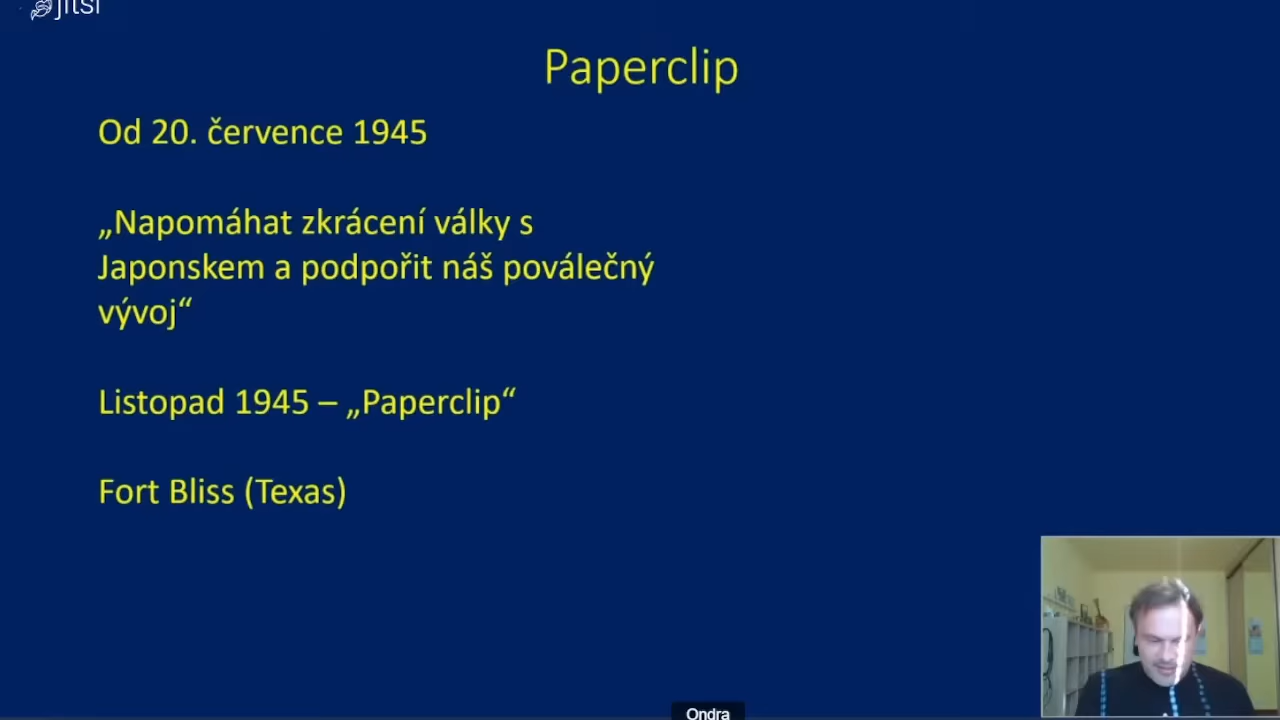 jitsi
Paperclip
Od 20. července 1945
„Napomáhat zkrácení války s
Japonskem a podpořit náš poválečný
vývoj“
Listopad 1945 – „Paperclip“
Fort Bliss (Texas)
Ondra